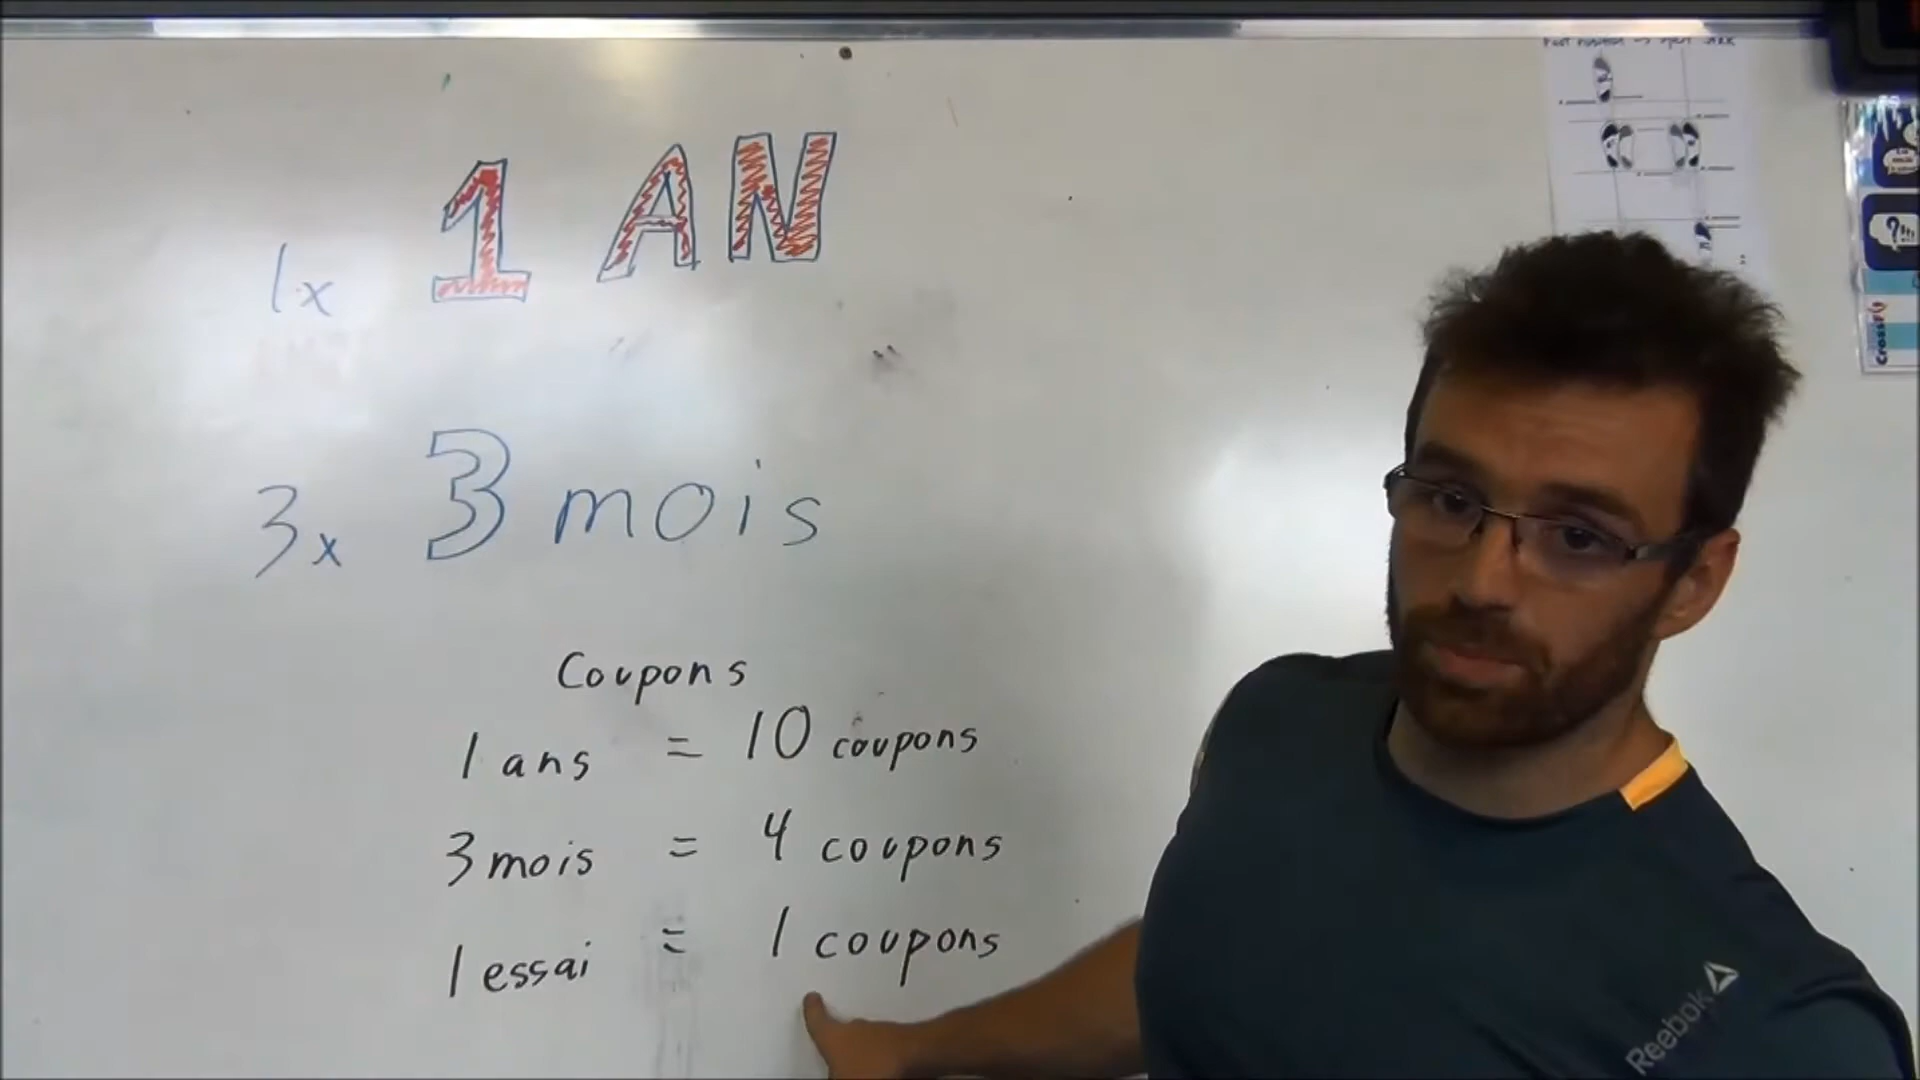 1x 1 AN
3x 3 mois
Coupons
1 ans = 10 coupons
3 mois = 4 coupons
1 essai = 1 coupons
Reebok
CrossFit
?!